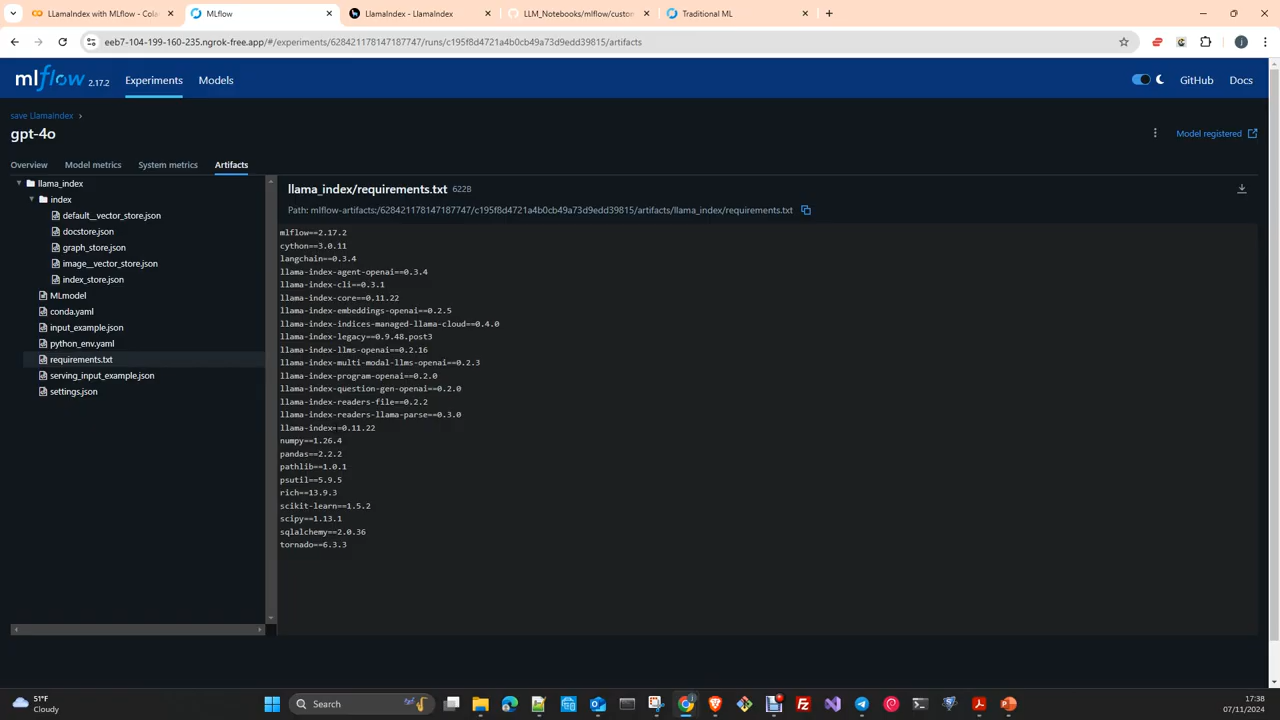 LLamaIndex with MLflow - Cola
MLflow
LlamaIndex - LlamaIndex
LLM_Notebooks/mlflow/custom
Traditional ML
eeb7-104-199-160-235.ngrok-free.app/#/experiments/628421178147187747/runs/c195f8d4721a4b0cb49a73d9edd39815/artifacts
mlflow 2.17.2
Experiments
Models
GitHub
Docs
save LlamaIndex
gpt-4o
Model registered
Overview
Model metrics
System metrics
Artifacts
llama_index
index
default__vector_store.json
docstore.json
graph_store.json
image__vector_store.json
index_store.json
MLmodel
conda.yaml
input_example.json
python_env.yaml
requirements.txt
serving_input_example.json
settings.json
llama_index/requirements.txt 622B
Path: mlflow-artifacts:/628421178147187747/c195f8d4721a4b0cb49a73d9edd39815/artifacts/llama_index/requirements.txt
mlflow==2.17.2
cython==3.0.11
langchain==0.3.4
llama-index-agent-openai==0.3.4
llama-index-cli==0.3.1
llama-index-core==0.11.22
llama-index-embeddings-openai==0.2.5
llama-index-indices-managed-llama-cloud==0.4.0
llama-index-legacy==0.9.48.post3
llama-index-llms-openai==0.2.16
llama-index-multi-modal-llms-openai==0.2.3
llama-index-program-openai==0.2.0
llama-index-question-gen-openai==0.2.0
llama-index-readers-file==0.2.2
llama-index-readers-llama-parse==0.3.0
llama-index==0.11.22
numpy==1.26.4
pandas==2.2.2
pathlib==1.0.1
psutil==5.9.5
rich==13.9.3
scikit-learn==1.5.2
scipy==1.13.1
sqlalchemy==2.0.36
tornado==6.3.3
51°F
Cloudy
Search
17:38
07/11/2024